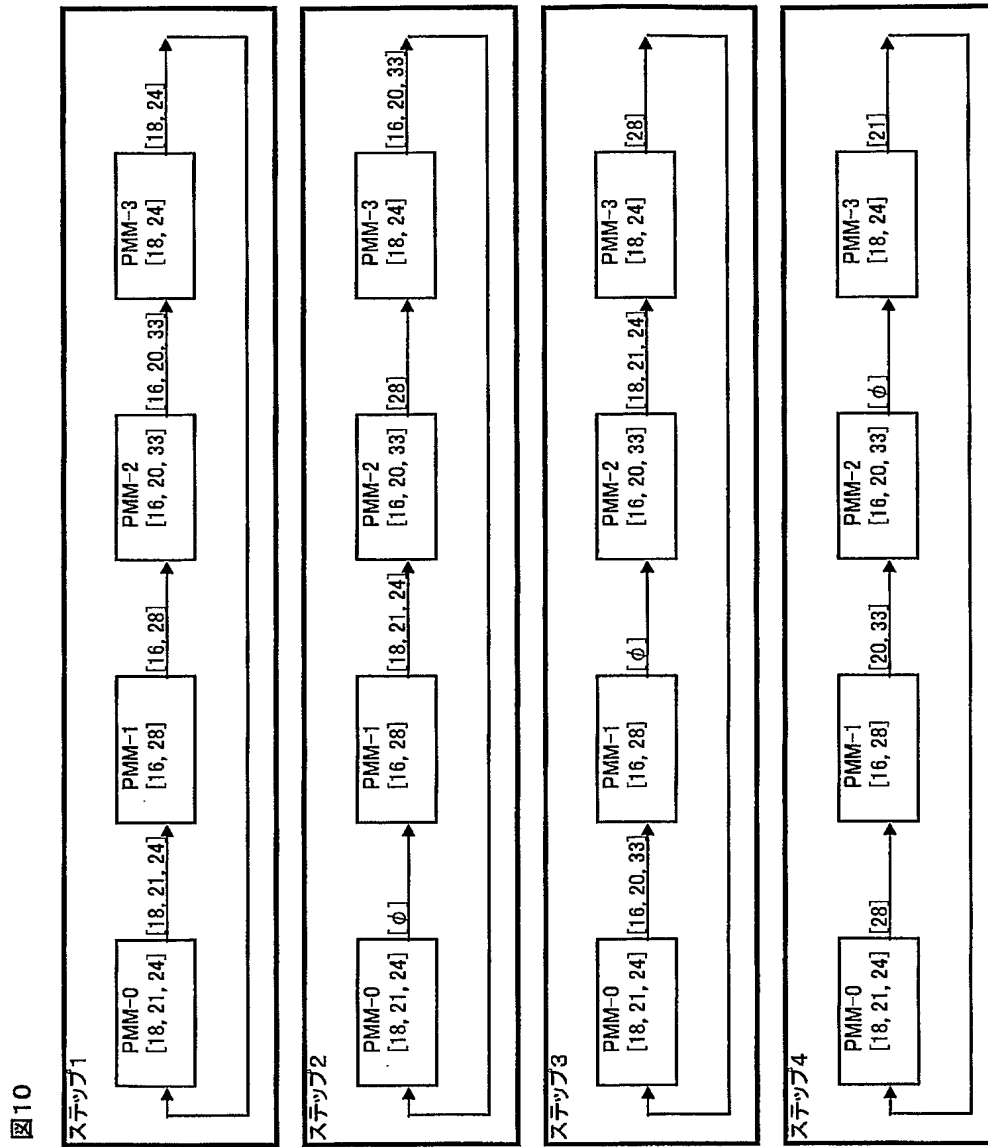 図10
ステップ1
PMM-0
[18, 21, 24]
[18, 21, 24]
PMM-1
[16, 28]
[16, 28]
PMM-2
[16, 20, 33]
[16, 20, 33]
PMM-3
[18, 24]
[18, 24]
ステップ2
PMM-0
[18, 21, 24]
[φ]
PMM-1
[16, 28]
[18, 21, 24]
PMM-2
[16, 20, 33]
[28]
PMM-3
[18, 24]
[16, 20, 33]
ステップ3
PMM-0
[18, 21, 24]
[16, 20, 33]
PMM-1
[16, 28]
[φ]
PMM-2
[16, 20, 33]
[18, 21, 24]
PMM-3
[18, 24]
[28]
ステップ4
PMM-0
[18, 21, 24]
[28]
PMM-1
[16, 28]
[20, 33]
PMM-2
[16, 20, 33]
[φ]
PMM-3
[18, 24]
[21]